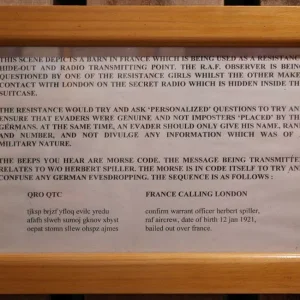 THIS SCENE DEPICTS A BARN IN FRANCE WHICH IS BEING USED AS A RESISTANCE
HIDE-OUT AND RADIO TRANSMITTING POINT. THE R.A.F. OBSERVER IS BEING
QUESTIONED BY ONE OF THE RESISTANCE GIRLS WHILST THE OTHER MAKES
CONTACT WITH LONDON ON THE SECRET RADIO WHICH IS HIDDEN INSIDE THE
SUITCASE.
THE RESISTANCE WOULD TRY AND ASK ‘PERSONALIZED’ QUESTIONS TO TRY AND
ENSURE THAT EVADERS WERE GENUINE AND NOT IMPOSTERS ‘PLACED’ BY THE
GERMANS. AT THE SAME TIME, AN EVADER SHOULD ONLY GIVE HIS NAME, RANK
AND NUMBER, AND NOT DIVULGE ANY INFORMATION WHICH WAS OF A
MILITARY NATURE.
THE BEEPS YOU HEAR ARE MORSE CODE. THE MESSAGE BEING TRANSMITTED
RELATES TO W/O HERBERT SPILLER. THE MORSE IS IN CODE ITSELF TO TRY AND
CONFUSE ANY GERMAN EVESDROPPING. THE SEQUENCE IS AS FOLLOWS :
QRO QTC FRANCE CALLING LONDON
confirm warrant officer herbert spiller,
raf aircrew, date of birth 12 jan 1921,
bailed out over france.